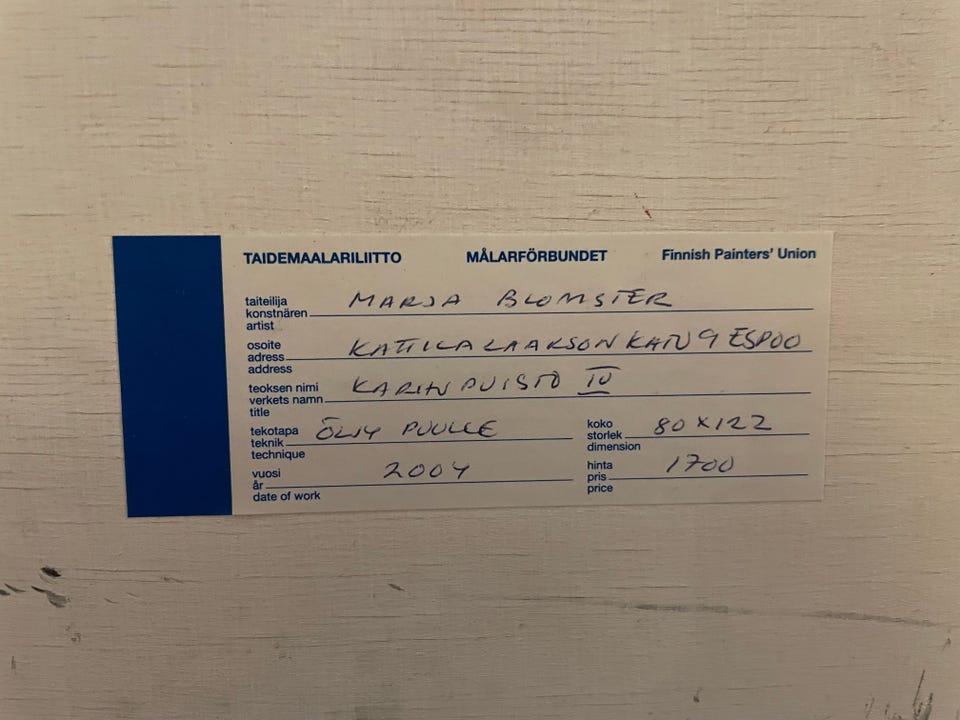 TAIDEMAALARILIITTO MÅLARFÖRBUNDET Finnish Painters' Union
taiteilija
konstnären MARJA BLOMSTER
artist
osoite
adress KATTILALAAKSON KATU 9 ESPOO
address
teoksen nimi
verkets namn KARIN PUISTO IV
title
tekotapa
teknik ÖLJY PUULLE
technique
koko
storlek 80 x 122
dimension
vuosi
år 2004
date of work
hinta
pris 1700
price